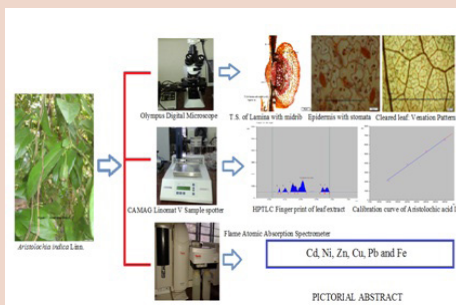 Olympus Digital Microscope
T.S. of Lamina with midrib
Epidermis with stomata
Cleared leaf: Venation Pattern
Aristolochia indica Linn.
CAMAG Linomat V Sample spotter
HPTLC Finger print of leaf extract
Calibration curve of Aristolochic acid I
Flame Atomic Absorption Spectrometer
Cd, Ni, Zn, Cu, Pb and Fe
PICTORIAL ABSTRACT